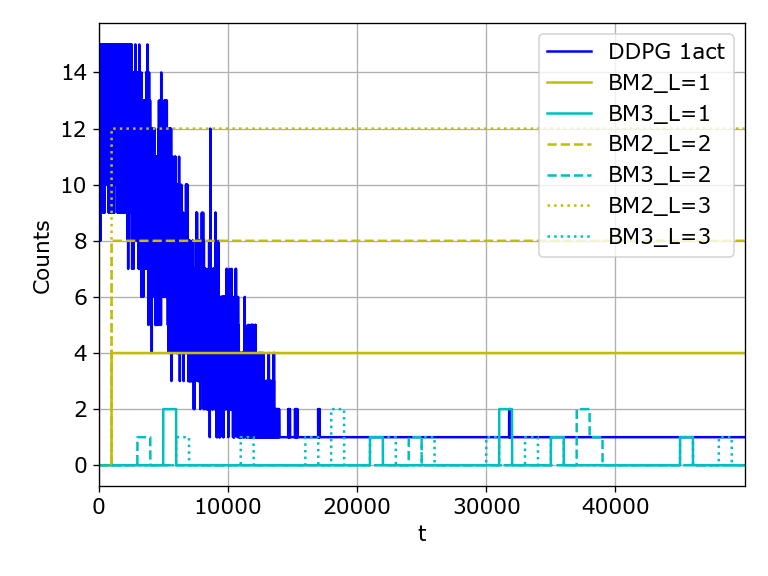 DDPG 1act
BM2_L=1
BM3_L=1
BM2_L=2
BM3_L=2
BM2_L=3
BM3_L=3
Counts
14
12
10
8
6
4
2
0
0 10000 20000 30000 40000
t